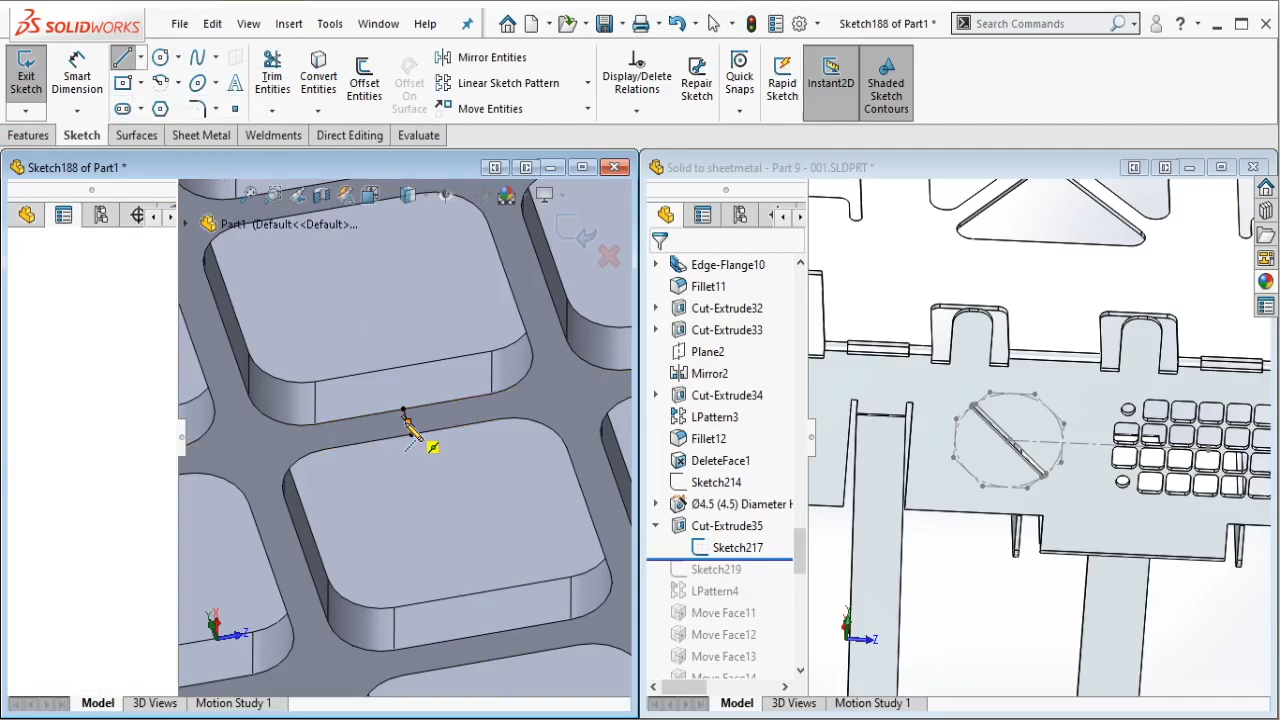 SOLIDWORKS
File Edit View Insert Tools Window Help
Sketch188 of Part1 *
Search Commands
?
Exit Sketch
Smart Dimension
Trim Entities
Convert Entities
Offset Entities
Offset On Surface
Mirror Entities
Linear Sketch Pattern
Move Entities
Display/Delete Relations
Repair Sketch
Quick Snaps
Rapid Sketch
Instant2D
Shaded Sketch Contours
Features Sketch Surfaces Sheet Metal Weldments Direct Editing Evaluate
Sketch188 of Part1 *
Part1 (Default<<Default>...
Y X Z
Model 3D Views Motion Study 1
Solid to sheetmetal - Part 9 - 001.SLDPRT *
Edge-Flange10
Fillet11
Cut-Extrude32
Cut-Extrude33
Plane2
Mirror2
Cut-Extrude34
LPattern3
Fillet12
DeleteFace1
Sketch214
Ø4.5 (4.5) Diameter H
Cut-Extrude35
Sketch217
Sketch219
LPattern4
Move Face11
Move Face12
Move Face13
Move Face14
Y Z
Model 3D Views Motion Study 1